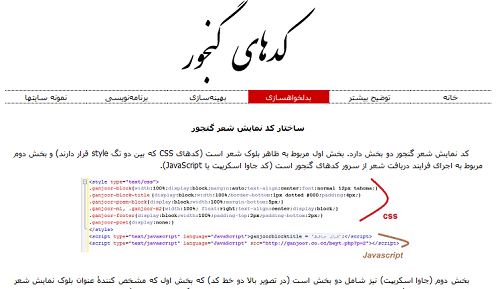 کدهای گنجور
خانه
توضیح بیشتر
بدلخواهسازی
بهینه‌سازی
برنامه‌نویسی
نمونه سایتها
ساختار کد نمایش شعر گنجور
کد نمایش شعر گنجور دو بخش دارد. بخش اول مربوط به ظاهر بلوک شعر است (کدهای CSS که بین دو تگ style قرار دارند) و بخش دوم
مربوط به اجرای فرایند دریافت شعر از سرور کدهای گنجور است (کد جاوا اسکریپت یا JavaScript).
<style type="text/css">
.ganjoor-block{width:100%;display:block;margin:auto;text-align:center;font:normal 12px tahoma;}
.ganjoor-header{display:block;width:100%;border-bottom:1px dotted #000;padding:4px;}
.ganjoor-poem-block{display:block;width:100%;margin-bottom:5px;}
.ganjoor-m1, .ganjoor-m2{width:100%;float:right;display:block;text-align:center;}
.ganjoor-footer{display:block;width:100%;padding-top:2px;padding-bottom:2px;}
.ganjoor-poet{display:none;}
</style>
<script type="text/javascript" language="JavaScript">ganjoorblocktitle = ";</script>
<script type="text/javascript" language="JavaScript" src="http://ganjoor.co.cc/beyt.php?p=2"></script>
css
Javascript
بخش دوم (جاوا اسکریپت) نیز شامل دو بخش است (در تصویر بالا دو خط کد) که بخش اول که مشخص کنندهٔ عنوان بلوک نمایش شعر